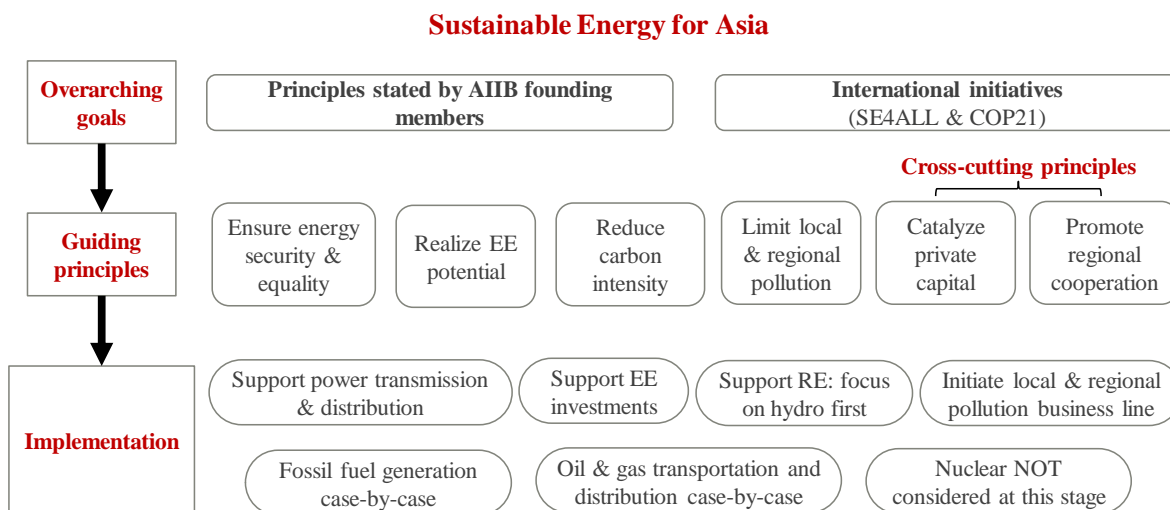 Sustainable Energy for Asia
Overarching
goals
Principles stated by AIIB founding
members
International initiatives
(SE4ALL & COP21)
Cross-cutting principles
Guiding
principles
Ensure energy
security &
equality
Realize EE
potential
Reduce
carbon
intensity
Limit local
& regional
pollution
Catalyze
private
capital
Promote
regional
cooperation
Implementation
Support power transmission
& distribution
Support EE
investments
Support RE: focus
on hydro first
Initiate local & regional
pollution business line
Fossil fuel generation
case-by-case
Oil & gas transportation and
distribution case-by-case
Nuclear NOT
considered at this stage